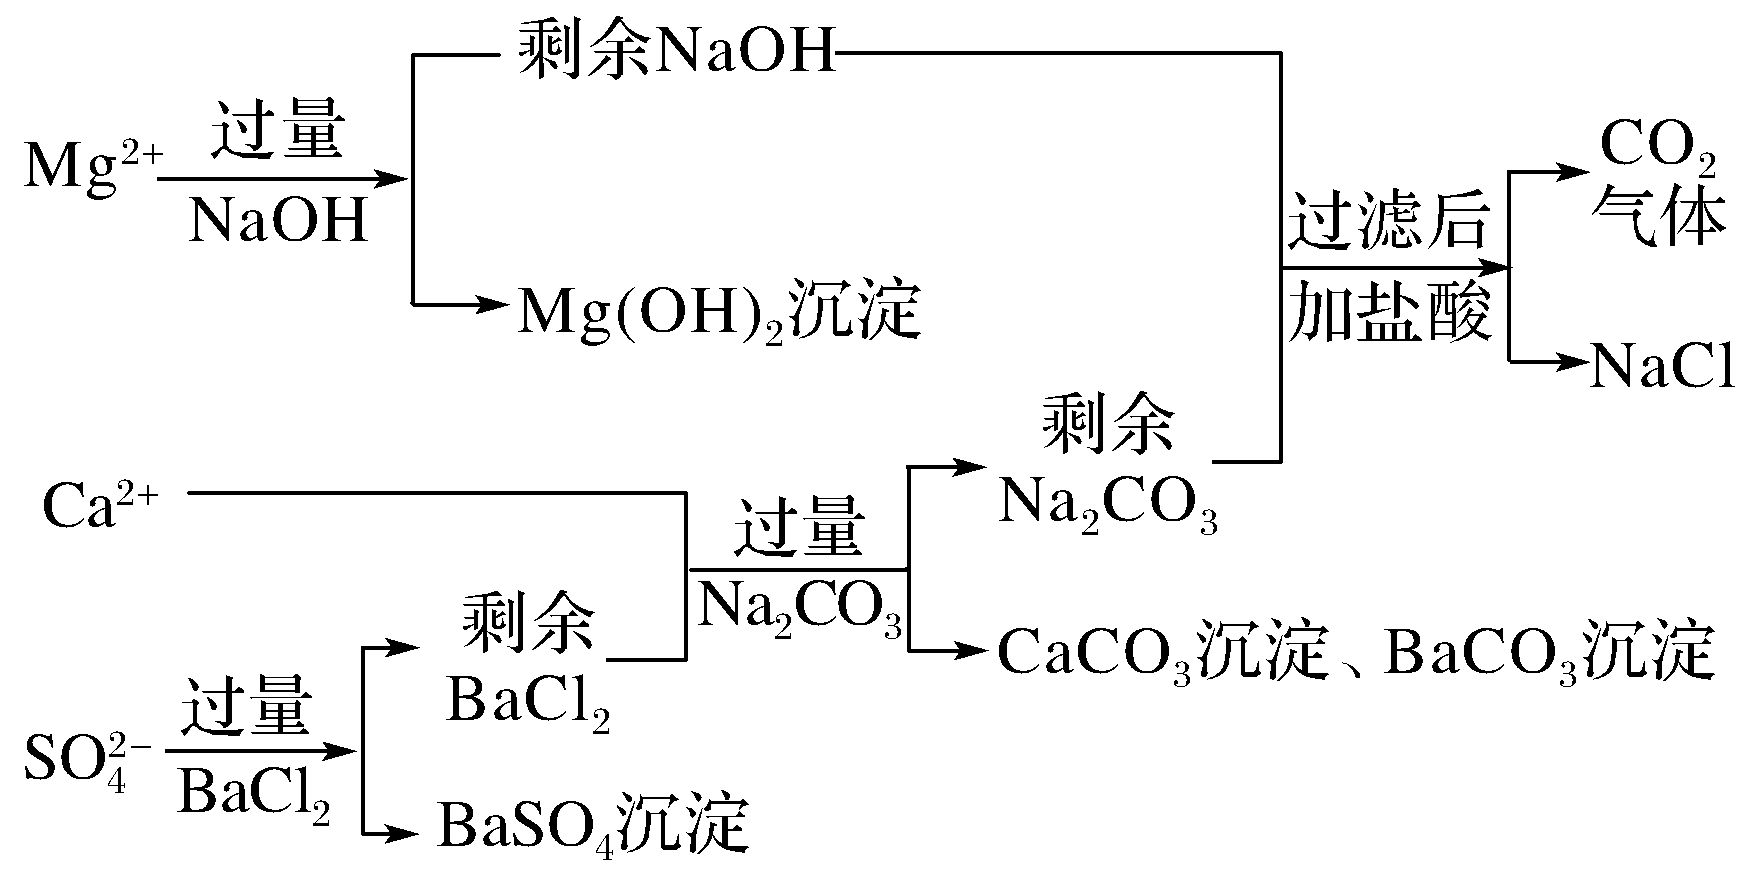 剩余NaOH
过量
Mg²⁺
NaOH
Mg(OH)₂沉淀
过滤后
加盐酸
CO₂
气体
NaCl
Ca²⁺
过量
Na₂CO₃
剩余
Na₂CO₃
CaCO₃沉淀、BaCO₃沉淀
SO₄²⁻
过量
BaCl₂
剩余
BaCl₂
BaSO₄沉淀